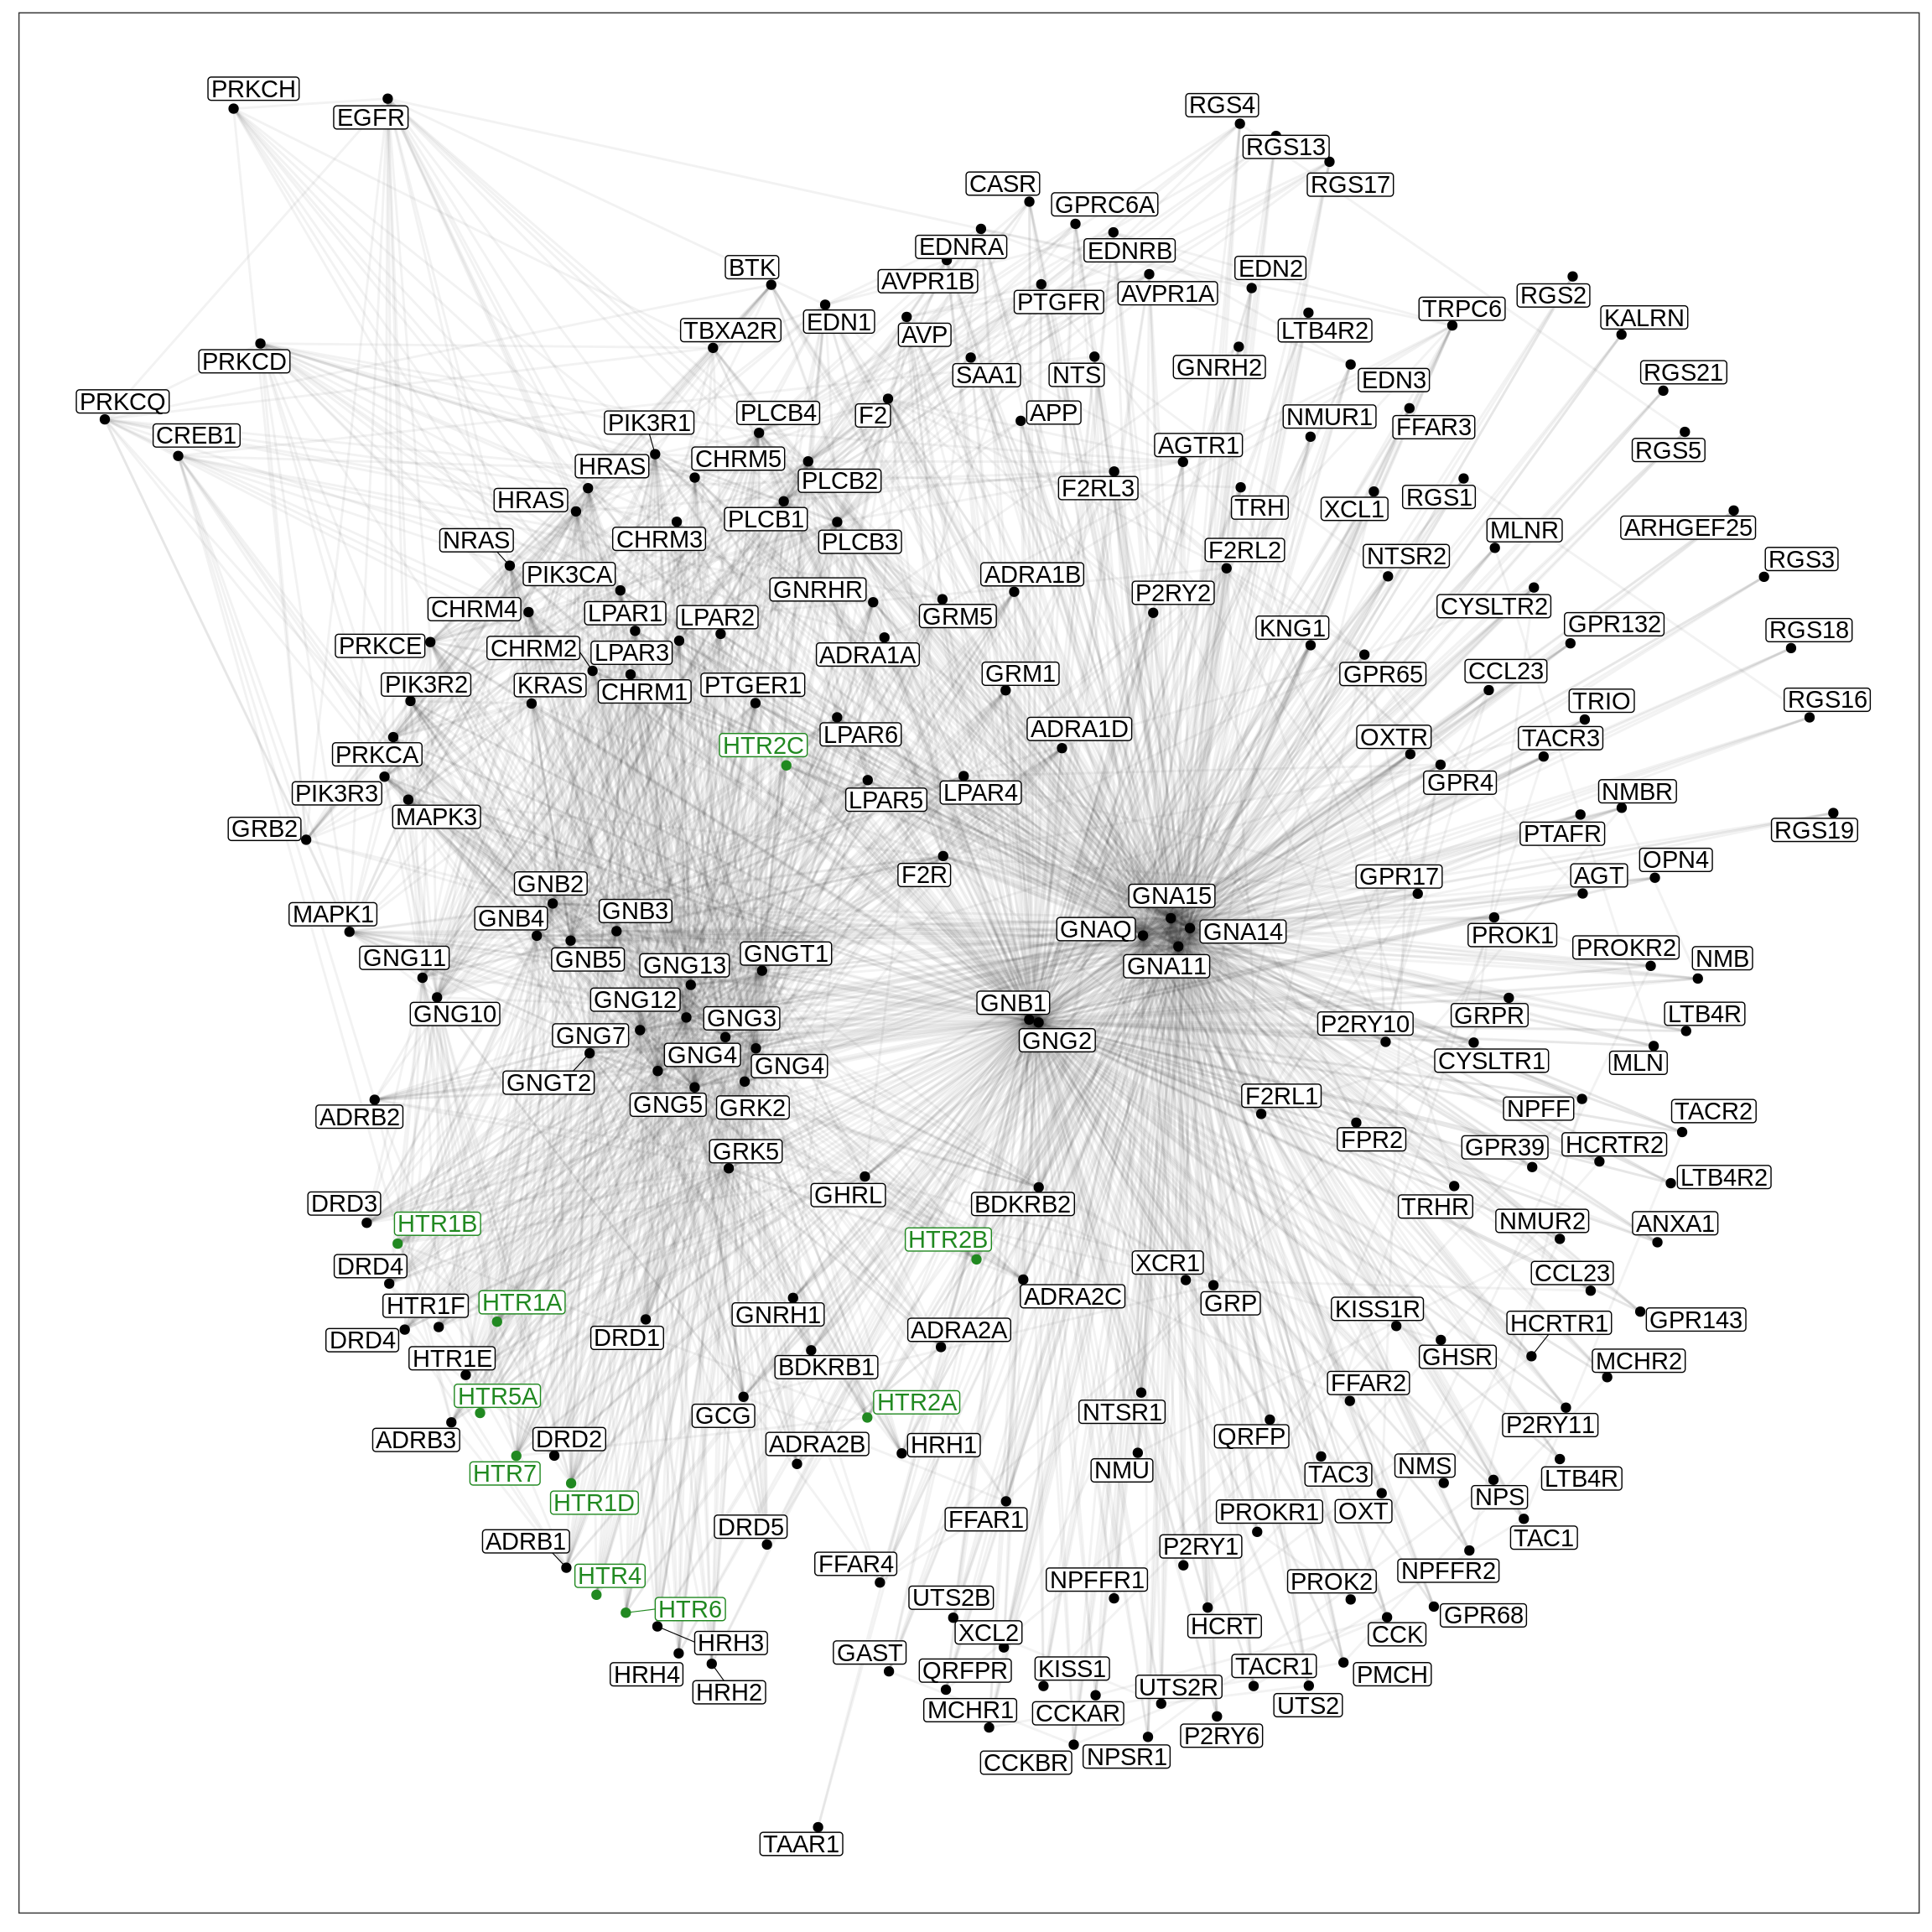 PRKCH
EGFR
RGS4
RGS13
RGS17
CASR
GPRC6A
EDNRA
EDNRB
BTK
AVPR1B
EDN2
PTGFR
AVPR1A
RGS2
TBXA2R
EDN1
AVP
LTB4R2
TRPC6
KALRN
PRKCD
SAA1
NTS
GNRH2
EDN3
RGS21
PRKCQ
PIK3R1
PLCB4
F2
APP
NMUR1
FFAR3
CREB1
HRAS
CHRM5
AGTR1
RGS5
PLCB2
F2RL3
HRAS
TRH
XCL1
RGS1
PLCB1
NRAS
CHRM3
PLCB3
MLNR
ARHGEF25
F2RL2
NTSR2
RGS3
PIK3CA
GNRHR
ADRA1B
P2RY2
CHRM4
LPAR1
LPAR2
GRM5
CYSLTR2
KNG1
GPR132
RGS18
PRKCE
CHRM2
LPAR3
ADRA1A
PIK3R2
KRAS
CHRM1
PTGER1
GRM1
GPR65
CCL23
TRIO
RGS16
PRKCA
HTR2C
LPAR6
ADRA1D
OXTR
TACR3
PIK3R3
MAPK3
LPAR5
LPAR4
GPR4
NMBR
GRB2
PTAFR
RGS19
F2R
GNB2
GNA15
GPR17
AGT
OPN4
MAPK1
GNB4
GNB3
GNAQ
GNA14
PROK1
GNG11
GNB5
GNG13
GNGT1
GNA11
PROKR2
NMB
GNG10
GNG12
GNG3
GNB1
GNG7
GNG4
GNG4
GNG2
P2RY10
GRPR
LTB4R
CYSLTR1
MLN
GNGT2
GNG5
GRK2
ADRB2
F2RL1
NPFF
TACR2
GRK5
FPR2
GPR39
HCRTR2
GHRL
BDKRB2
LTB4R2
DRD3
HTR1B
TRHR
NMUR2
ANXA1
HTR2B
DRD4
XCR1
CCL23
HTR1F
HTR1A
GNRH1
ADRA2C
GRP
KISS1R
HCRTR1
GPR143
DRD4
DRD1
ADRA2A
HTR1E
BDKRB1
GHSR
MCHR2
HTR5A
GCG
HTR2A
NTSR1
FFAR2
P2RY11
ADRB3
DRD2
ADRA2B
HRH1
QRFP
HTR7
NMU
TAC3
NMS
LTB4R
HTR1D
DRD5
FFAR1
PROKR1
OXT
NPS
ADRB1
FFAR4
P2RY1
TAC1
HTR4
UTS2B
NPFFR1
PROK2
NPFFR2
HTR6
XCL2
HCRT
CCK
GPR68
HRH3
GAST
HRH4
HRH2
QRFPR
KISS1
TACR1
PMCH
MCHR1
CCKAR
UTS2R
UTS2
P2RY6
CCKBR
NPSR1
TAAR1